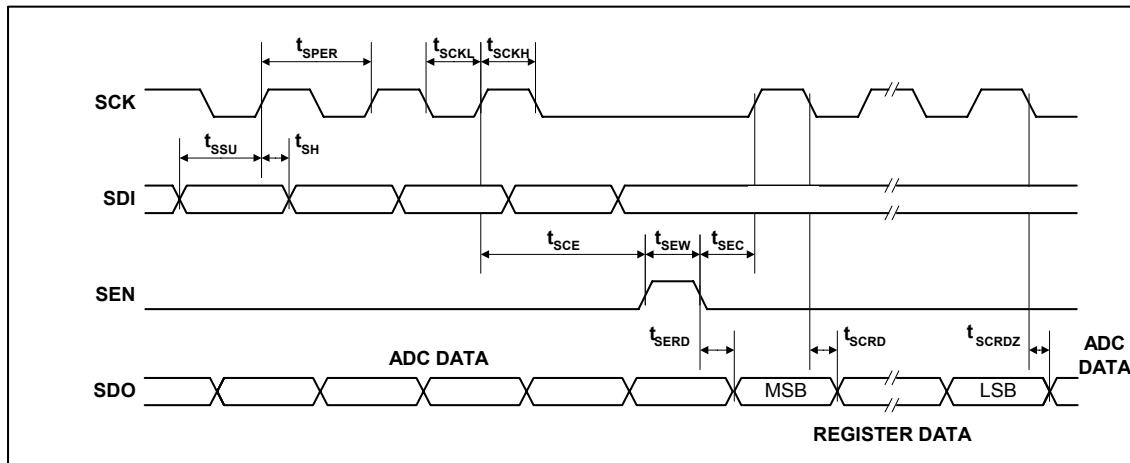 tSPER
tSCKL
tSCKH
SCK
tSSU
tSH
SDI
tSCE
tSEW
tSEC
SEN
tSERD
tSCRD
tSCRDZ
ADC DATA
ADC
DATA
SDO
MSB
LSB
REGISTER DATA